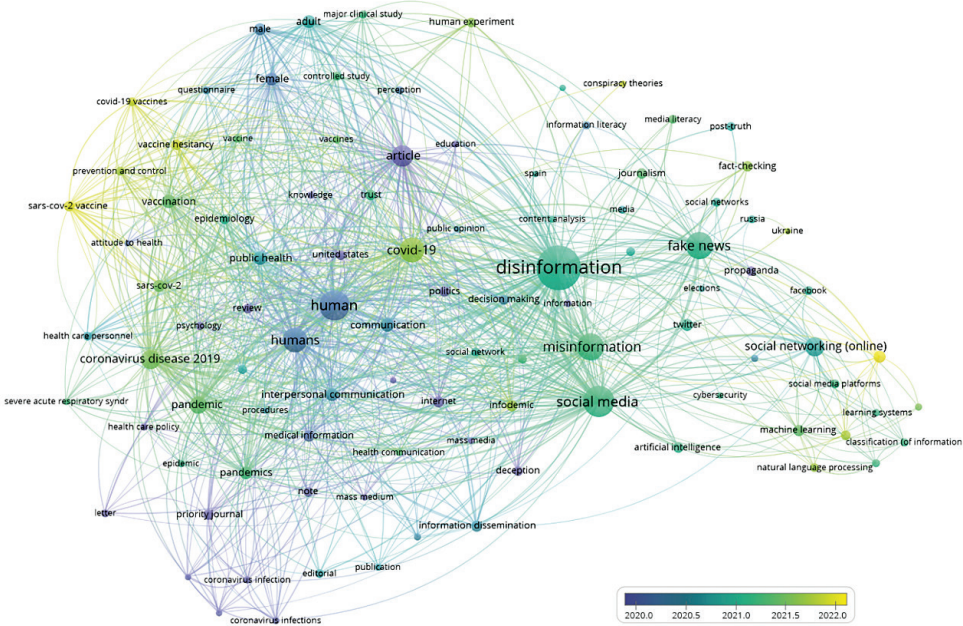 major clinical study
adult
male
human experiment
female
controlled study
questionnaire
perception
conspiracy theories
covid-19 vaccines
information literacy
media literacy
post-truth
vaccine
vaccines
vaccine hesitancy
education
article
fact-checking
prevention and control
spain
journalism
knowledge
trust
vaccination
sars-cov-2 vaccine
social networks
media
epidemiology
content analysis
russia
public opinion
ukraine
attitude to health
covid-19
fake news
united states
public health
disinformation
propaganda
sars-cov-2
politics
elections
facebook
decision making
information
human
review
psychology
communication
twitter
health care personnel
humans
misinformation
social networking (online)
social network
coronavirus disease 2019
social media platforms
interpersonal communication
cybersecurity
severe acute respiratory syndr
pandemic
internet
infodemic
social media
procedures
learning systems
health care policy
machine learning
medical information
mass media
classification (of information
artificial intelligence
health communication
epidemic
natural language processing
pandemics
deception
note
mass medium
letter
priority journal
information dissemination
publication
editorial
coronavirus infection
coronavirus infections
2020.0 2020.5 2021.0 2021.5 2022.0